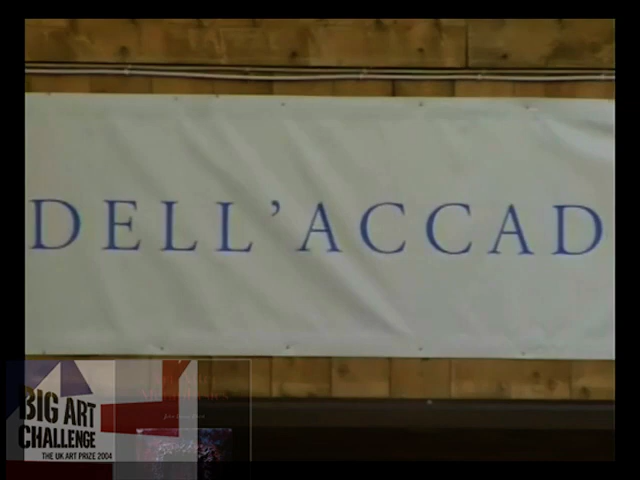 DELL'ACCAD
BIG ART
CHALLENGE
THE UK ART PRIZE 2004